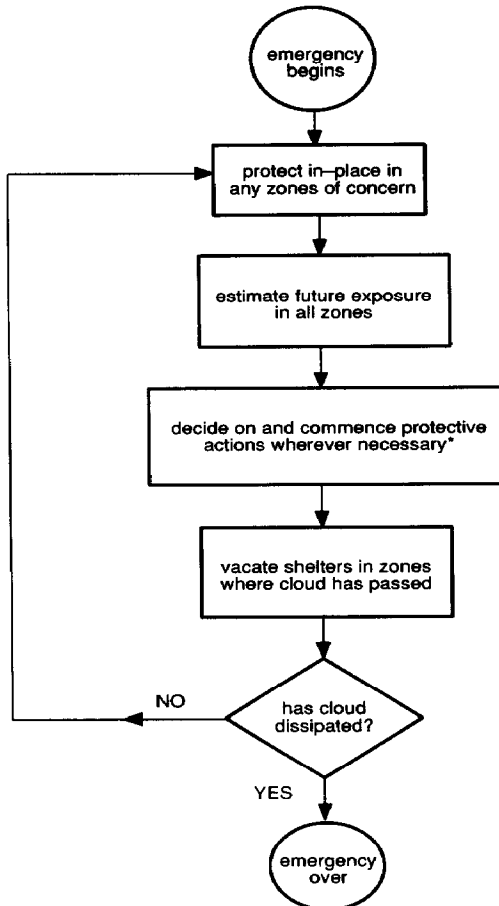 emergency
begins
protect in–place in
any zones of concern
estimate future exposure
in all zones
decide on and commence protective
actions wherever necessary*
vacate shelters in zones
where cloud has passed
has cloud
dissipated?
NO
YES
emergency
over